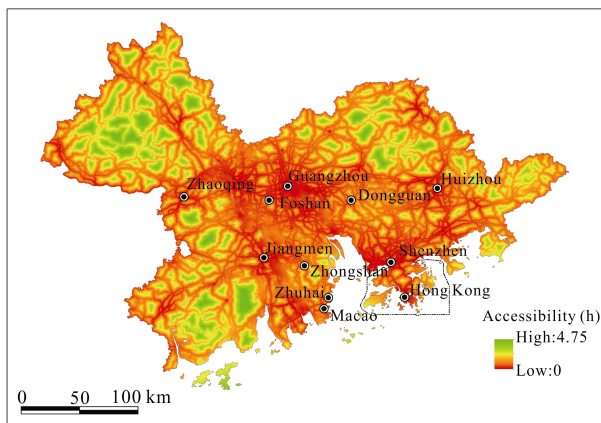 Guangzhou
Zhaoqing
Huizhou
Foshan
Dongguan
Jiangmen
Shenzhen
Zhongshan
Zhuhai
Hong Kong
Macao
Accessibility (h)
High:4.75
Low:0
0 50 100 km